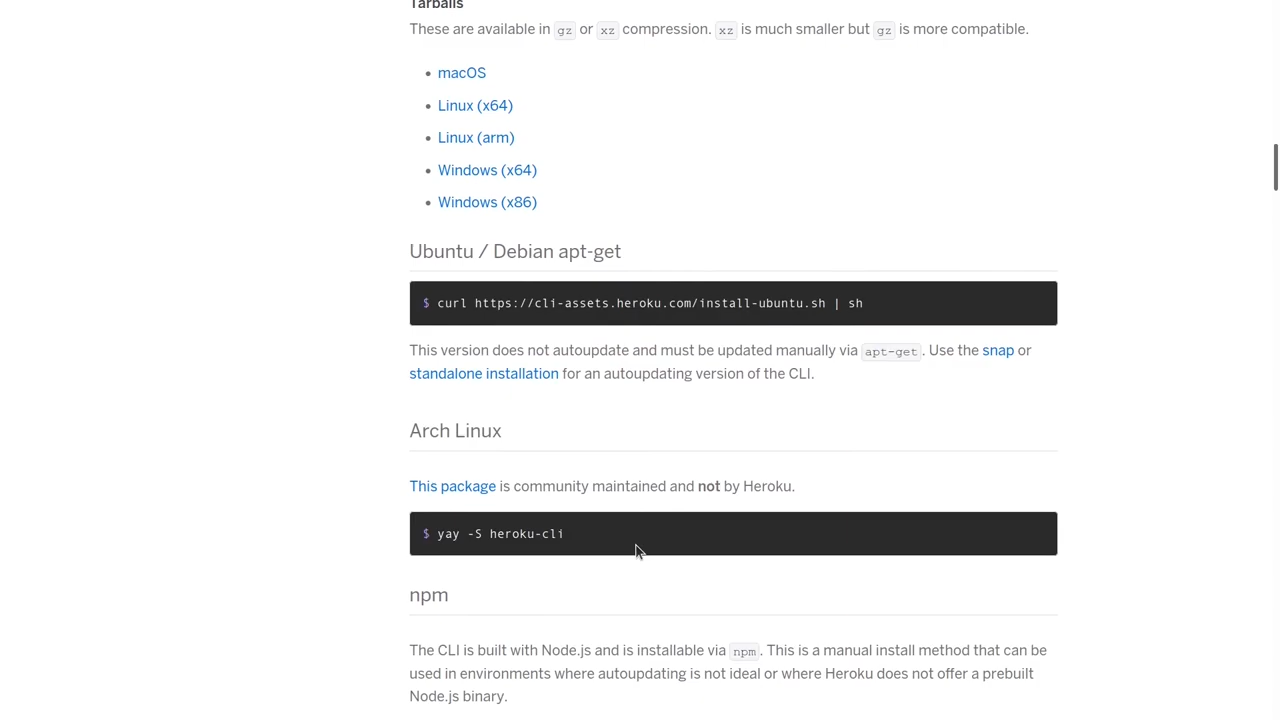 Tarballs
These are available in gz or xz compression. xz is much smaller but gz is more compatible.
• macOS
• Linux (x64)
• Linux (arm)
• Windows (x64)
• Windows (x86)
Ubuntu / Debian apt-get
$ curl https://cli-assets.heroku.com/install-ubuntu.sh | sh
This version does not autoupdate and must be updated manually via apt-get. Use the snap or
standalone installation for an autoupdating version of the CLI.
Arch Linux
This package is community maintained and not by Heroku.
$ yay -S heroku-cli
npm
The CLI is built with Node.js and is installable via npm. This is a manual install method that can be
used in environments where autoupdating is not ideal or where Heroku does not offer a prebuilt
Node.js binary.